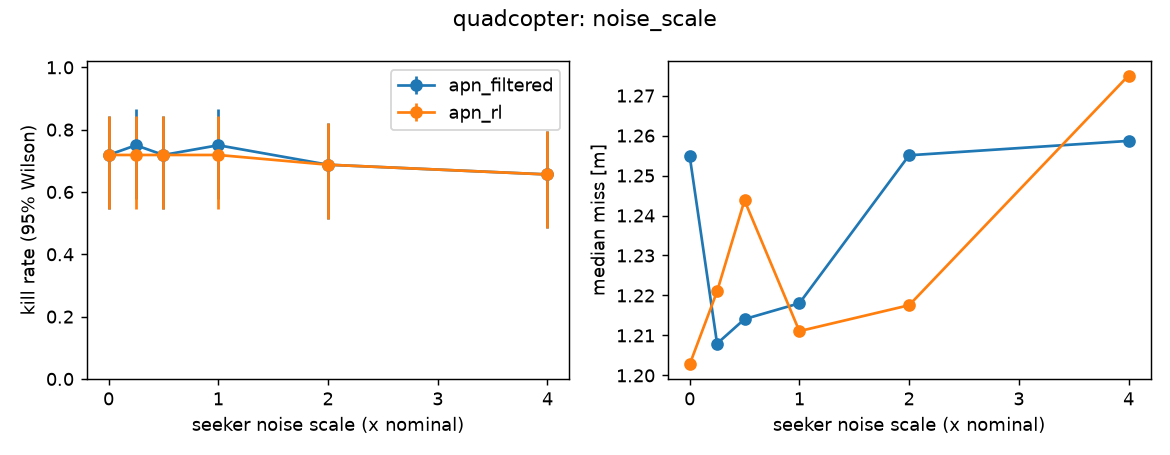 quadcopter: noise_scale
kill rate (95% Wilson)
1.0
0.8
0.6
0.4
0.2
0.0
apn_filtered
apn_rl
0 1 2 3 4
seeker noise scale (x nominal)
median miss [m]
1.27
1.26
1.25
1.24
1.23
1.22
1.21
1.20
0 1 2 3 4
seeker noise scale (x nominal)